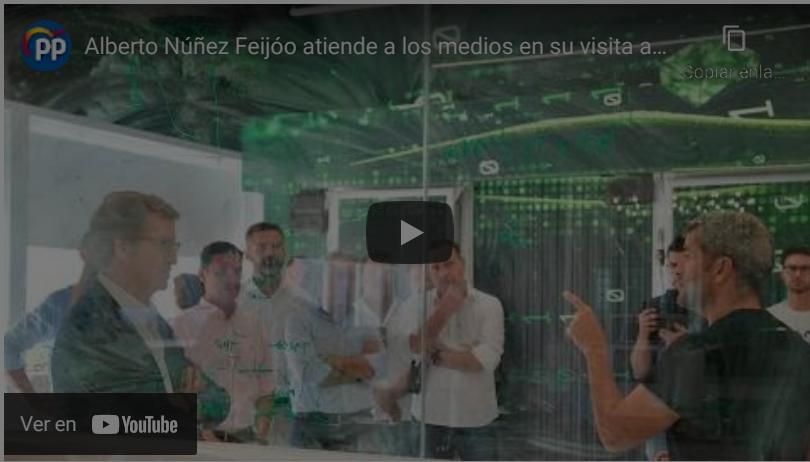 pp
Alberto Núñez Feijóo atiende a los medios en su visita a...
Copiar enla...
Ver en YouTube